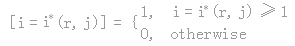 [i = i*(r, j)] = {1, i = i*(r, j) ⩾ 1
0, otherwise